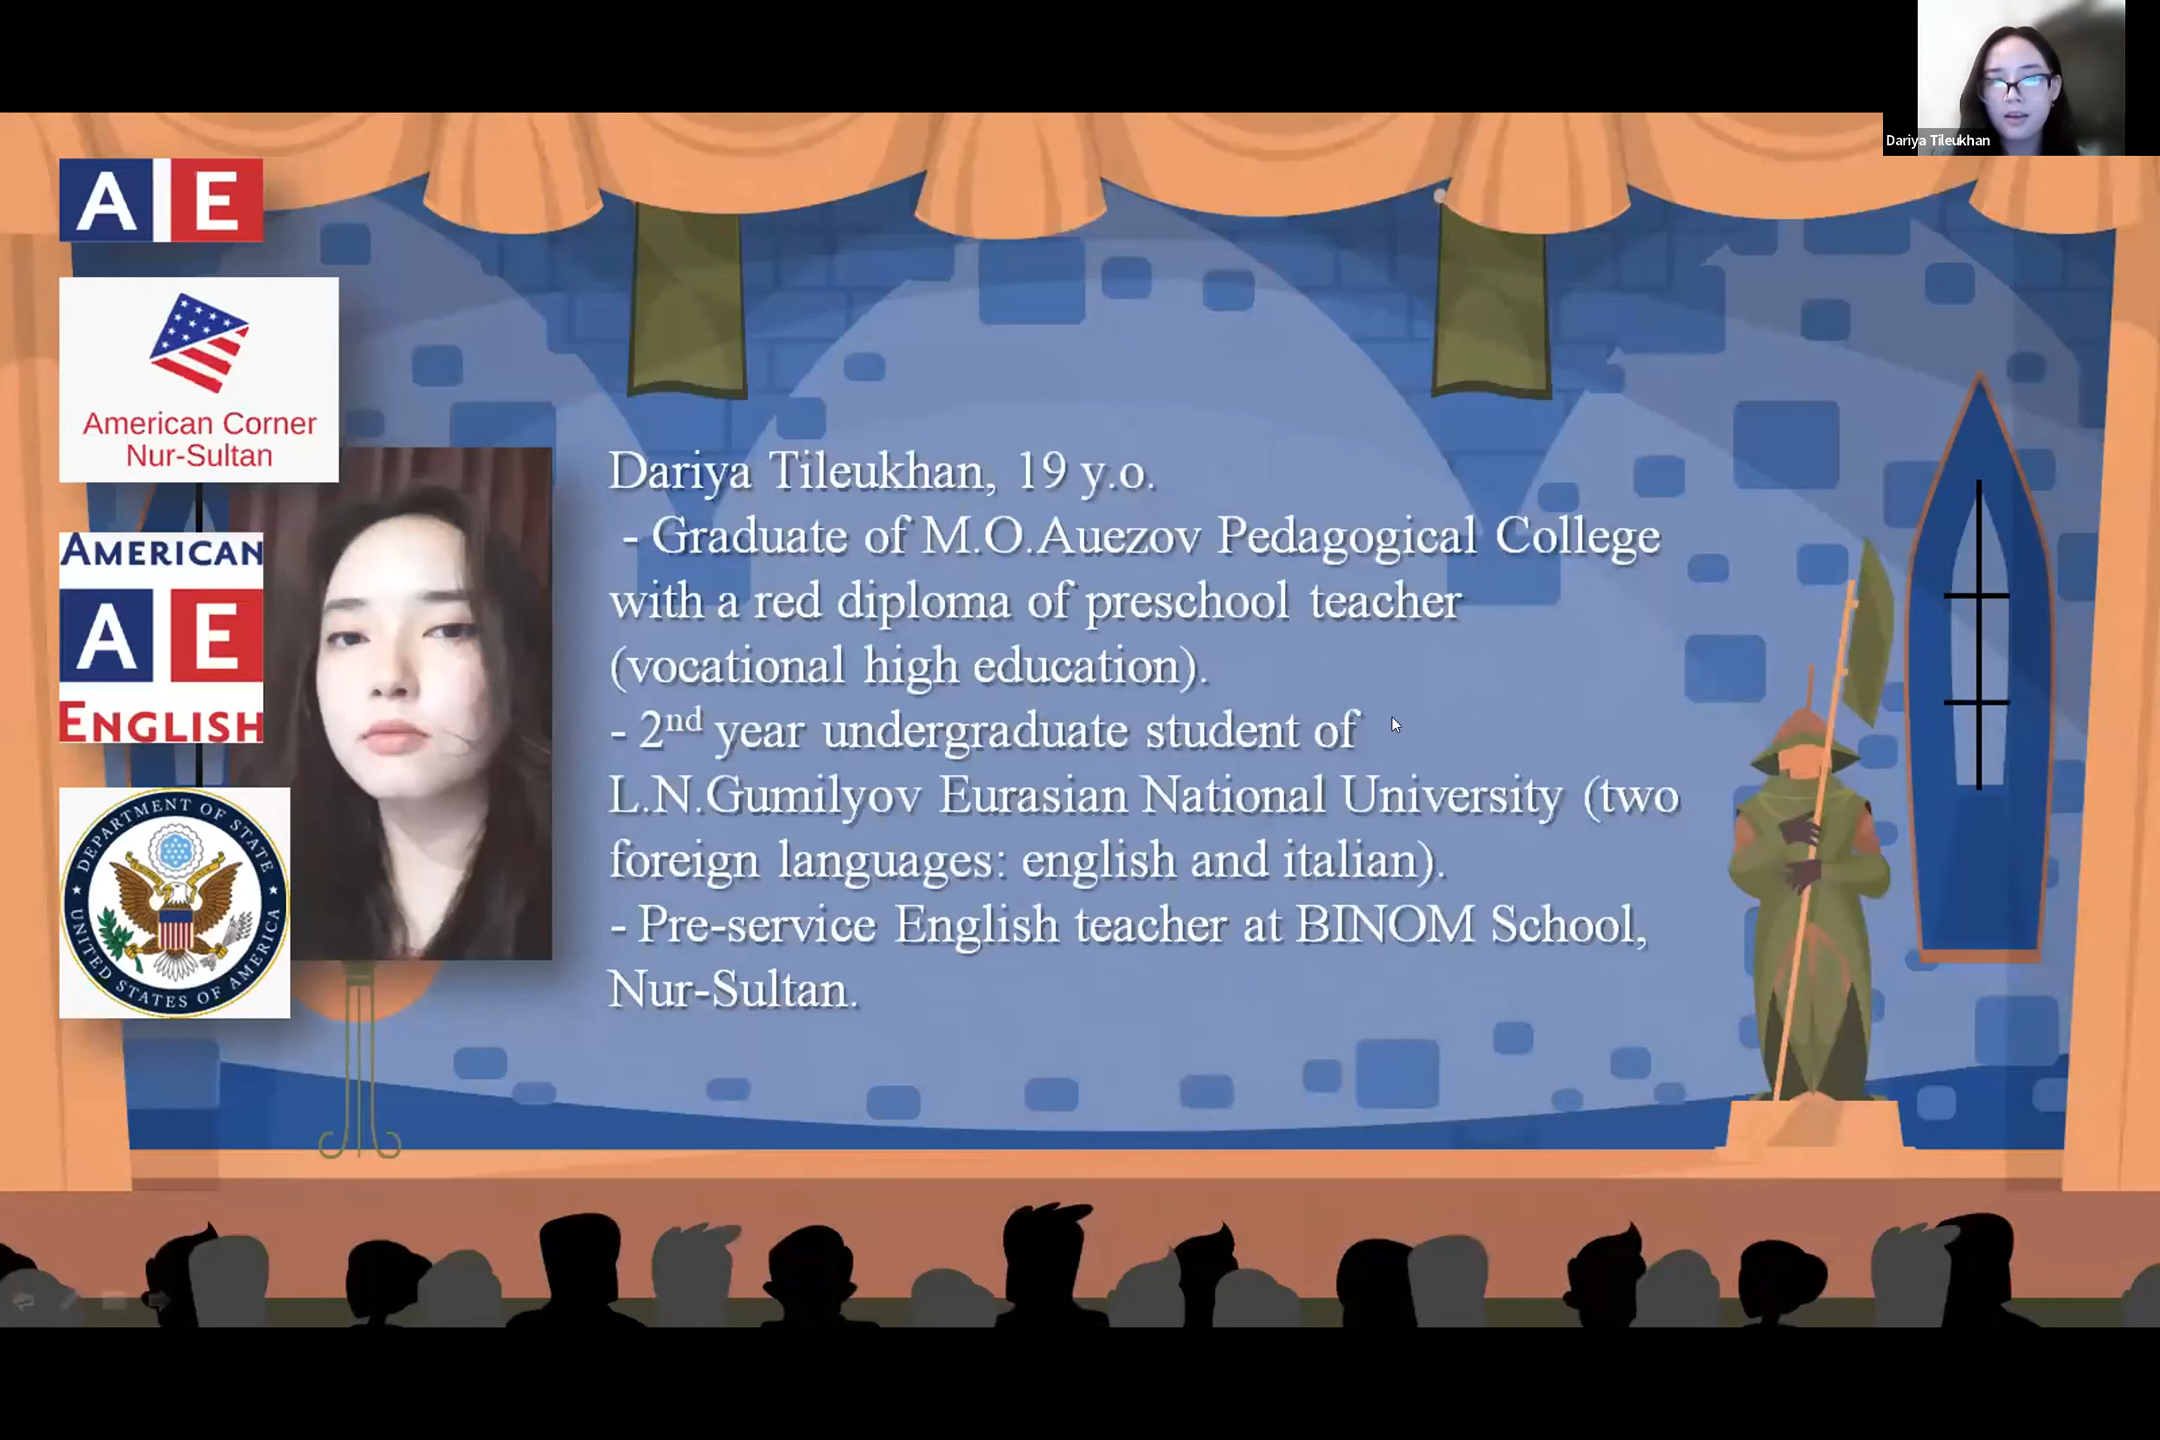 Dariya Tileukhan
A E
American Corner
Nur-Sultan
AMERICAN
A E
ENGLISH
DEPARTMENT OF STATE
UNITED STATES OF AMERICA
Dariya Tileukhan, 19 y.o.
- Graduate of M.O.Auezov Pedagogical College
with a red diploma of preschool teacher
(vocational high education).
- 2nd year undergraduate student of
L.N.Gumilyov Eurasian National University (two
foreign languages: english and italian).
- Pre-service English teacher at BINOM School,
Nur-Sultan.